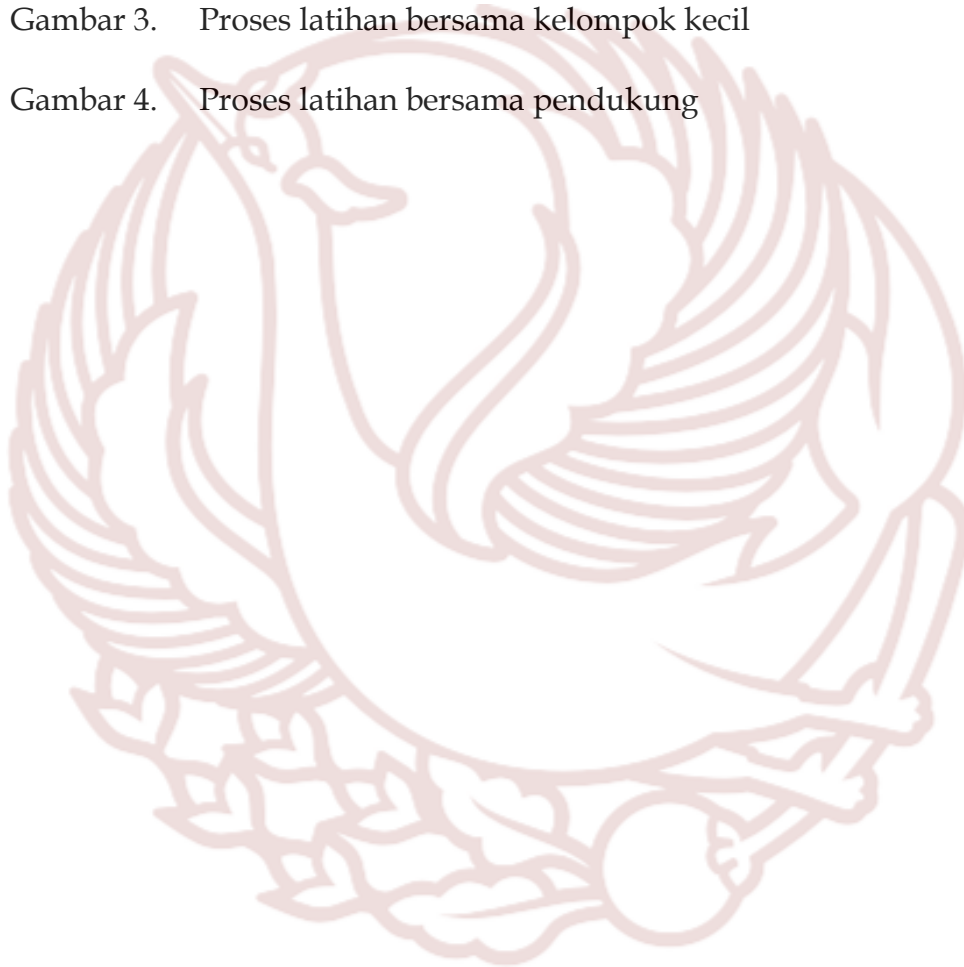 Gambar 3. Proses latihan bersama kelompok kecil
Gambar 4. Proses latihan bersama pendukung